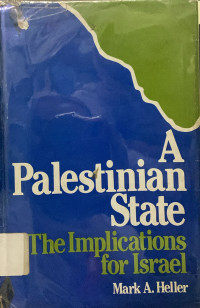 A
Palestinian
State
The Implications
for Israel
Mark A. Heller